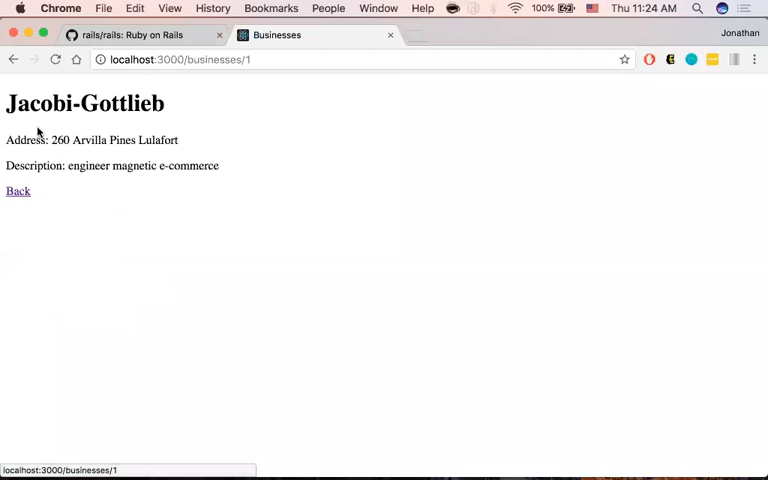 Chrome File Edit View History Bookmarks People Window Help 100% Thu 11:24 AM
rails/rails: Ruby on Rails × Businesses × Jonathan
localhost:3000/businesses/1
Jacobi-Gottlieb
Address: 260 Arvilla Pines Lulafort
Description: engineer magnetic e-commerce
Back
localhost:3000/businesses/1